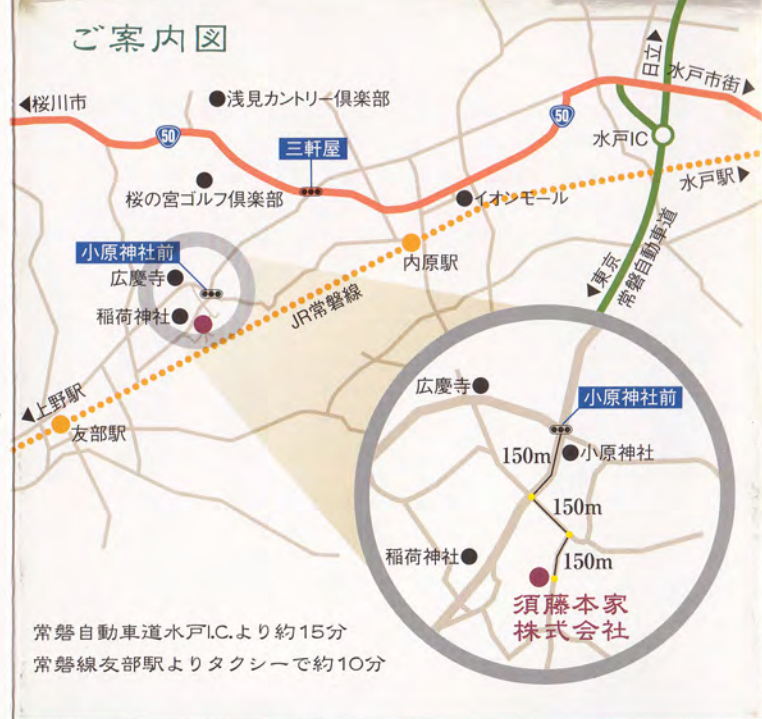 ご案内図
日立▶
水戸市街▶
◀桜川市
浅見カントリー倶楽部
50
50
三軒屋
水戸IC
桜の宮ゴルフ倶楽部
イオンモール
水戸駅▶
小原神社前
内原駅
広慶寺
◀東京
常磐自動車道
稲荷神社
JR常磐線
◀上野駅
友部駅
広慶寺
小原神社前
小原神社
150m
150m
稲荷神社
150m
須藤本家
株式会社
常磐自動車道水戸I.C.より約15分
常磐線友部駅よりタクシーで約10分